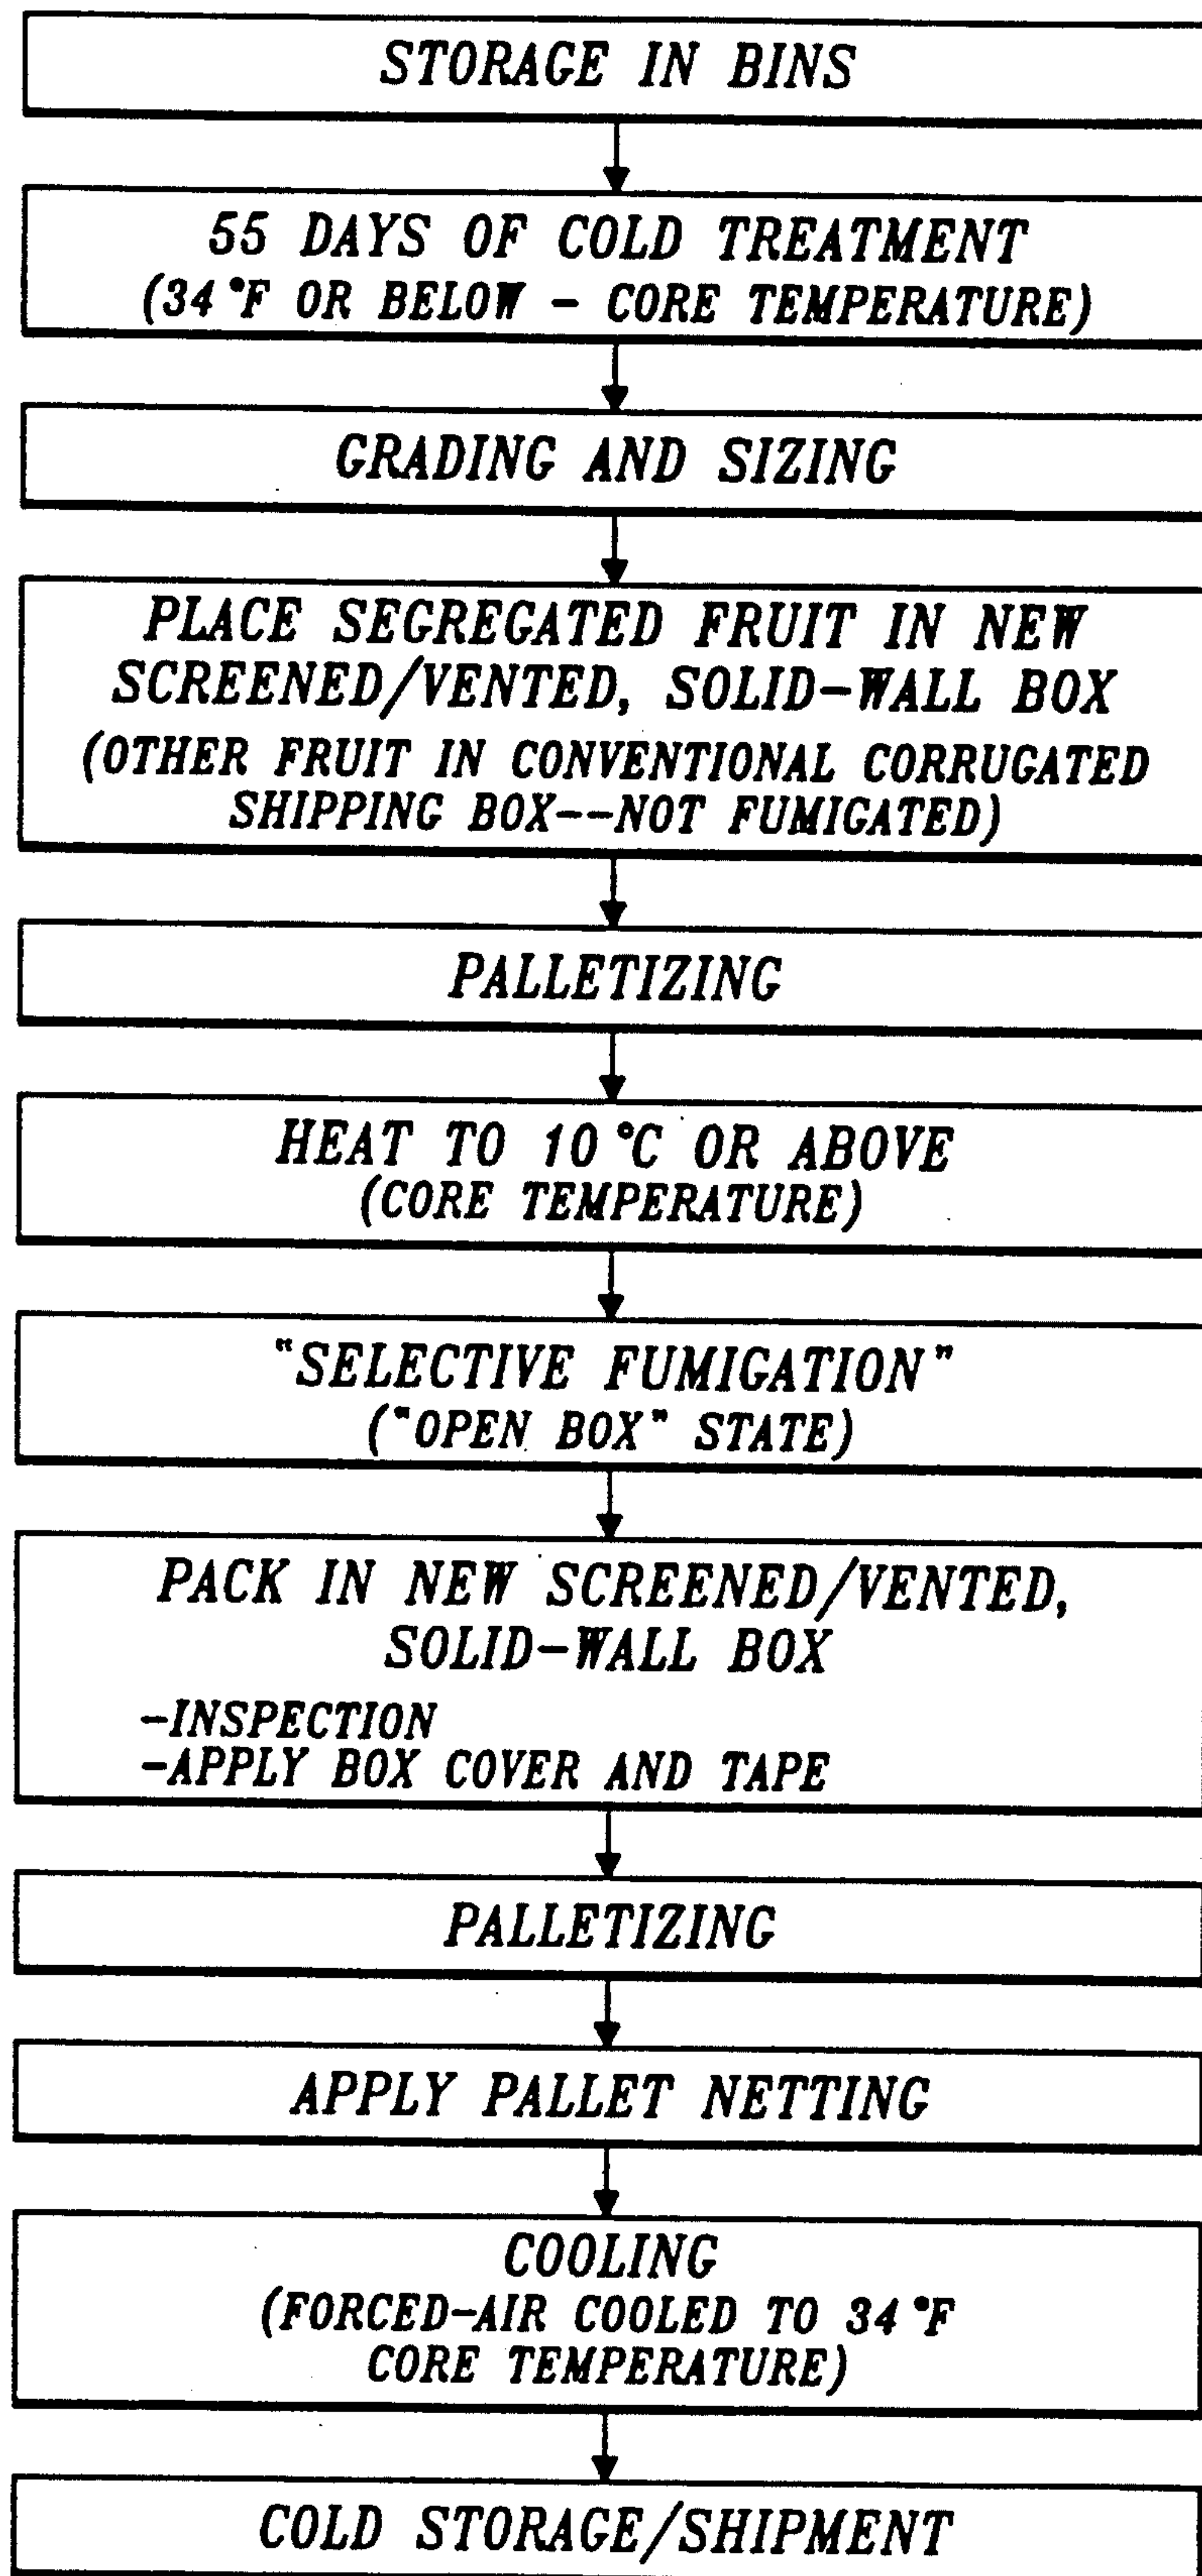 STORAGE IN BINS
55 DAYS OF COLD TREATMENT
(34°F OR BELOW - CORE TEMPERATURE)
GRADING AND SIZING
PLACE SEGREGATED FRUIT IN NEW
SCREENED/VENTED, SOLID-WALL BOX
(OTHER FRUIT IN CONVENTIONAL CORRUGATED
SHIPPING BOX--NOT FUMIGATED)
PALLETIZING
HEAT TO 10°C OR ABOVE
(CORE TEMPERATURE)
"SELECTIVE FUMIGATION"
("OPEN BOX" STATE)
PACK IN NEW SCREENED/VENTED,
SOLID-WALL BOX
-INSPECTION
-APPLY BOX COVER AND TAPE
PALLETIZING
APPLY PALLET NETTING
COOLING
(FORCED-AIR COOLED TO 34°F
CORE TEMPERATURE)
COLD STORAGE/SHIPMENT